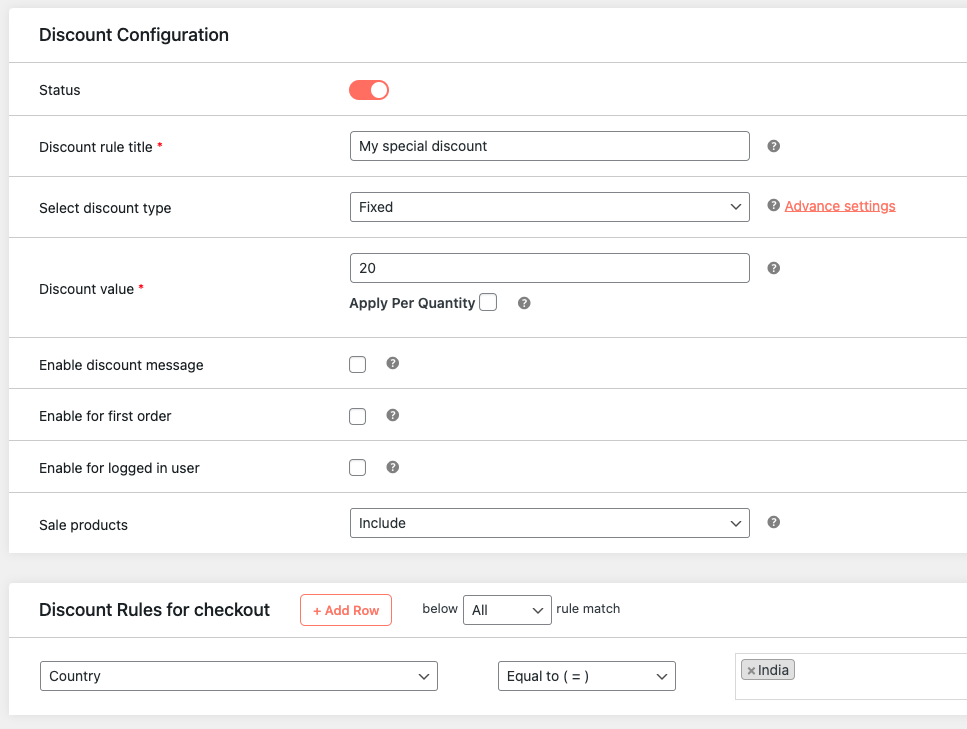 Discount Configuration
Status
Discount rule title * My special discount ?
Select discount type Fixed ? Advance settings
Discount value * 20 ?
Apply Per Quantity ?
Enable discount message ?
Enable for first order ?
Enable for logged in user ?
Sale products Include ?
Discount Rules for checkout + Add Row below All rule match
Country Equal to ( = ) × India